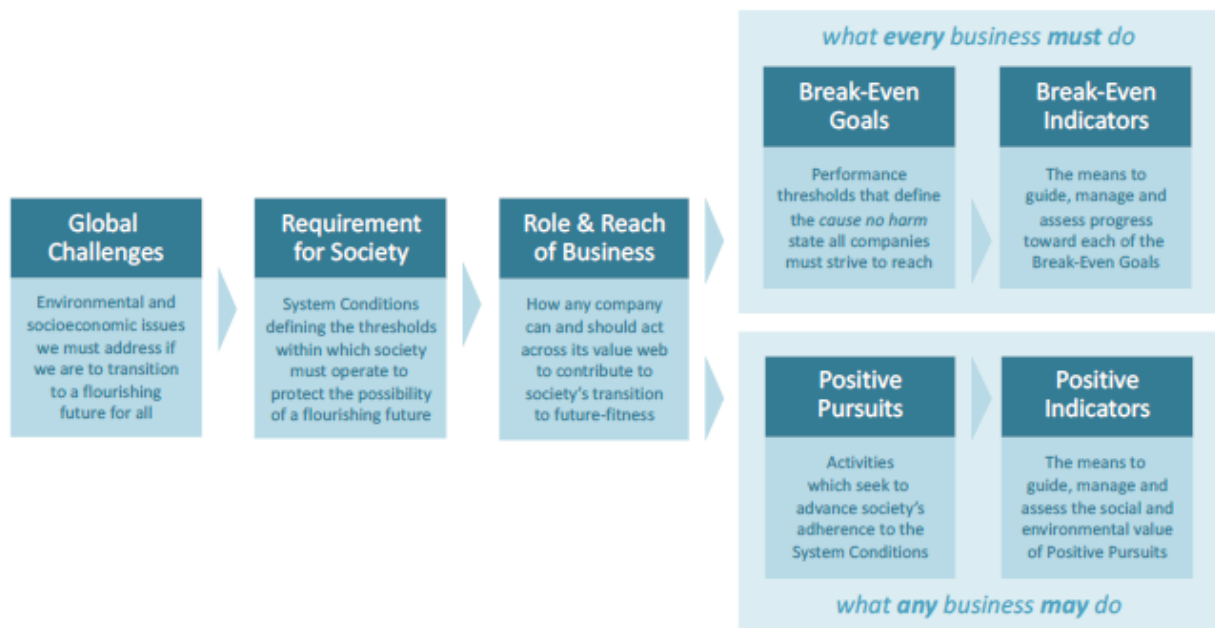 what every business must do
Break-Even
Goals
Performance
thresholds that define
the cause no harm
state all companies
must strive to reach
Break-Even
Indicators
The means to
guide, manage and
assess progress
toward each of the
Break-Even Goals
Global
Challenges
Environmental and
socioeconomic issues
we must address if
we are to transition
to a flourishing
future for all
Requirement
for Society
System Conditions
defining the thresholds
within which society
must operate to
protect the possibility
of a flourishing future
Role & Reach
of Business
How any company
can and should act
across its value web
to contribute to
society's transition
to future-fitness
Positive
Pursuits
Activities
which seek to
advance society's
adherence to the
System Conditions
Positive
Indicators
The means to
guide, manage and
assess the social and
environmental value
of Positive Pursuits
what any business may do